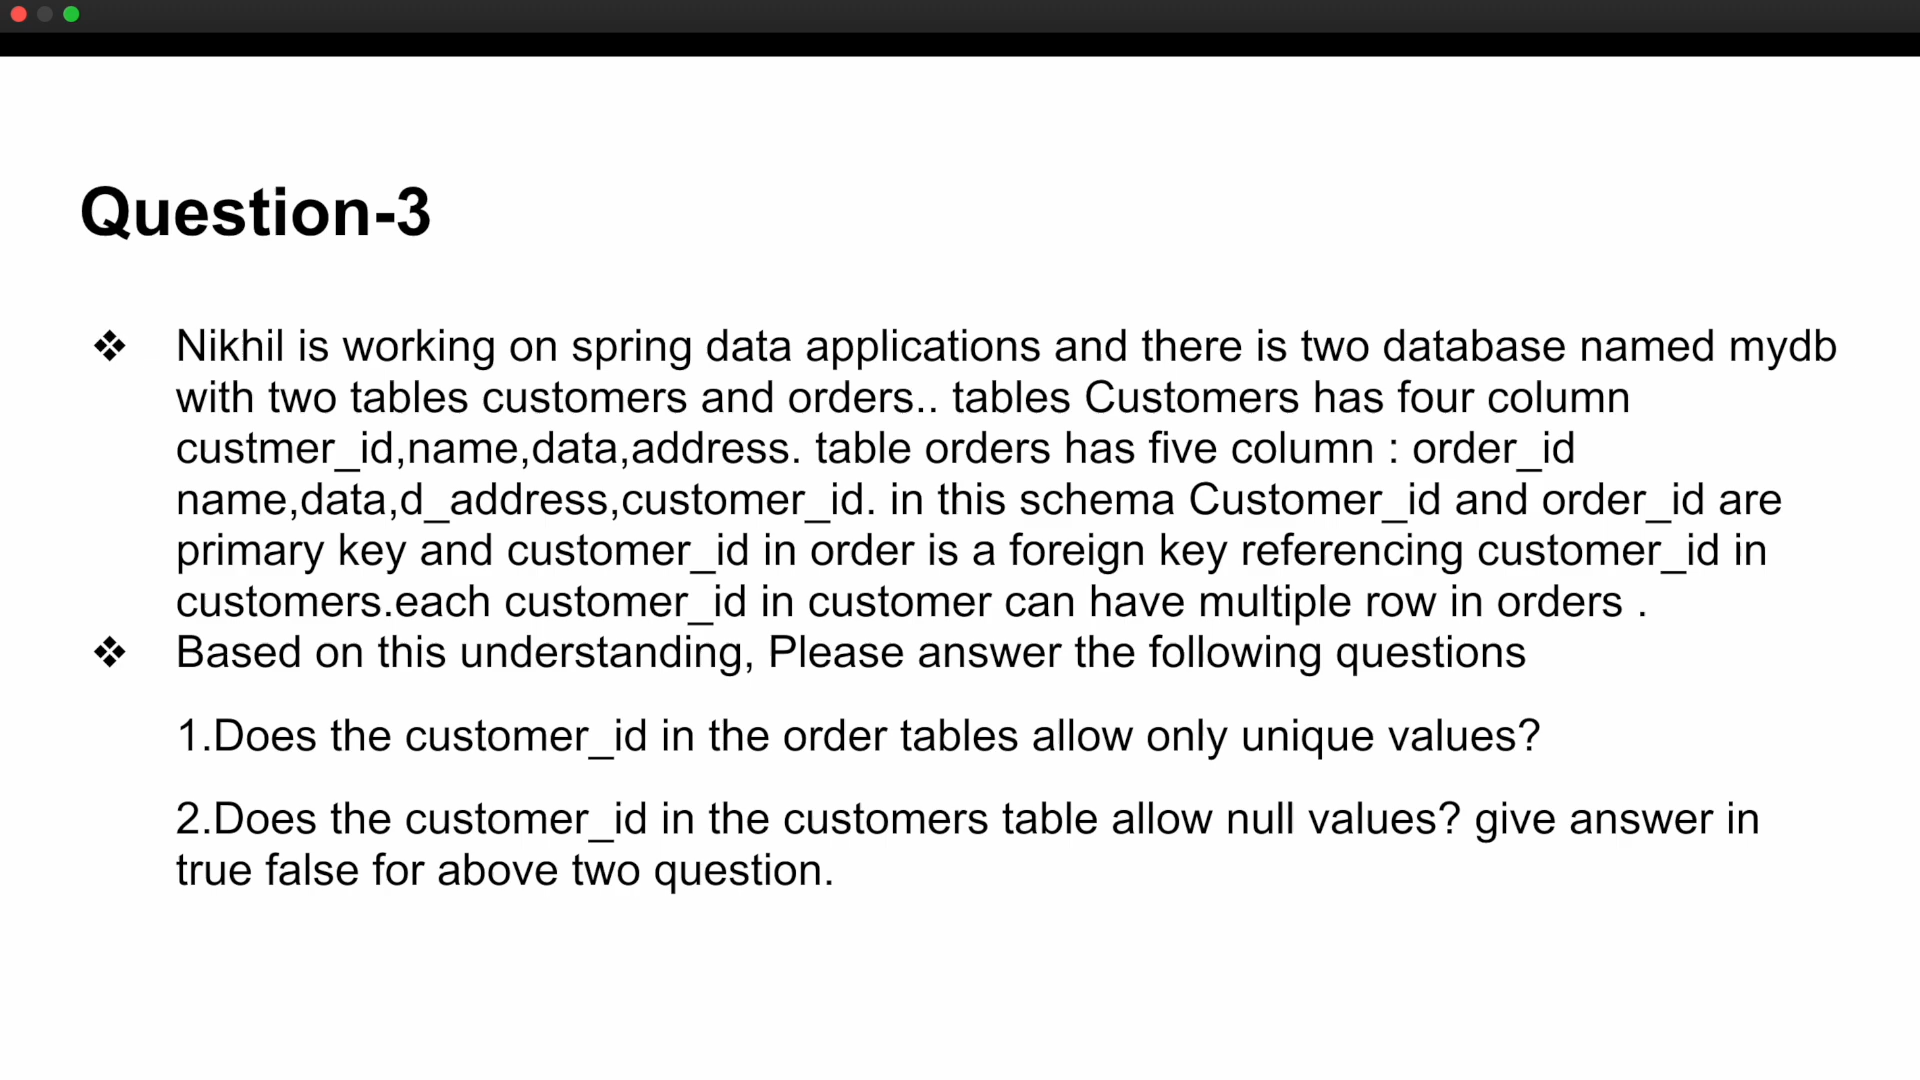 Question-3
❖ Nikhil is working on spring data applications and there is two database named mydb
with two tables customers and orders.. tables Customers has four column
custmer_id,name,data,address. table orders has five column : order_id
name,data,d_address,customer_id. in this schema Customer_id and order_id are
primary key and customer_id in order is a foreign key referencing customer_id in
customers.each customer_id in customer can have multiple row in orders .
❖ Based on this understanding, Please answer the following questions
1.Does the customer_id in the order tables allow only unique values?
2.Does the customer_id in the customers table allow null values? give answer in
true false for above two question.